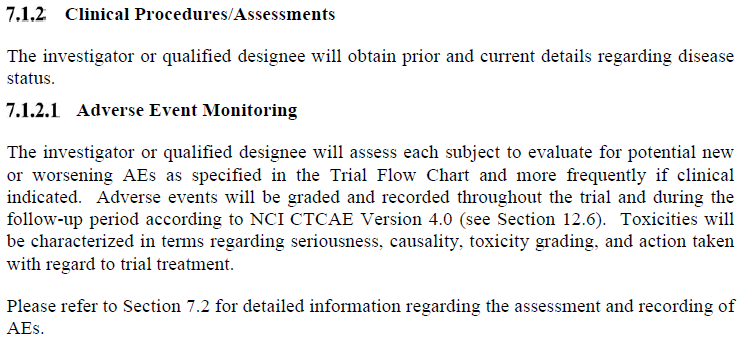 7.1.2 Clinical Procedures/Assessments
The investigator or qualified designee will obtain prior and current details regarding disease
status.
7.1.2.1 Adverse Event Monitoring
The investigator or qualified designee will assess each subject to evaluate for potential new
or worsening AEs as specified in the Trial Flow Chart and more frequently if clinical
indicated. Adverse events will be graded and recorded throughout the trial and during the
follow-up period according to NCI CTCAE Version 4.0 (see Section 12.6). Toxicities will
be characterized in terms regarding seriousness, causality, toxicity grading, and action taken
with regard to trial treatment.
Please refer to Section 7.2 for detailed information regarding the assessment and recording of
AEs.